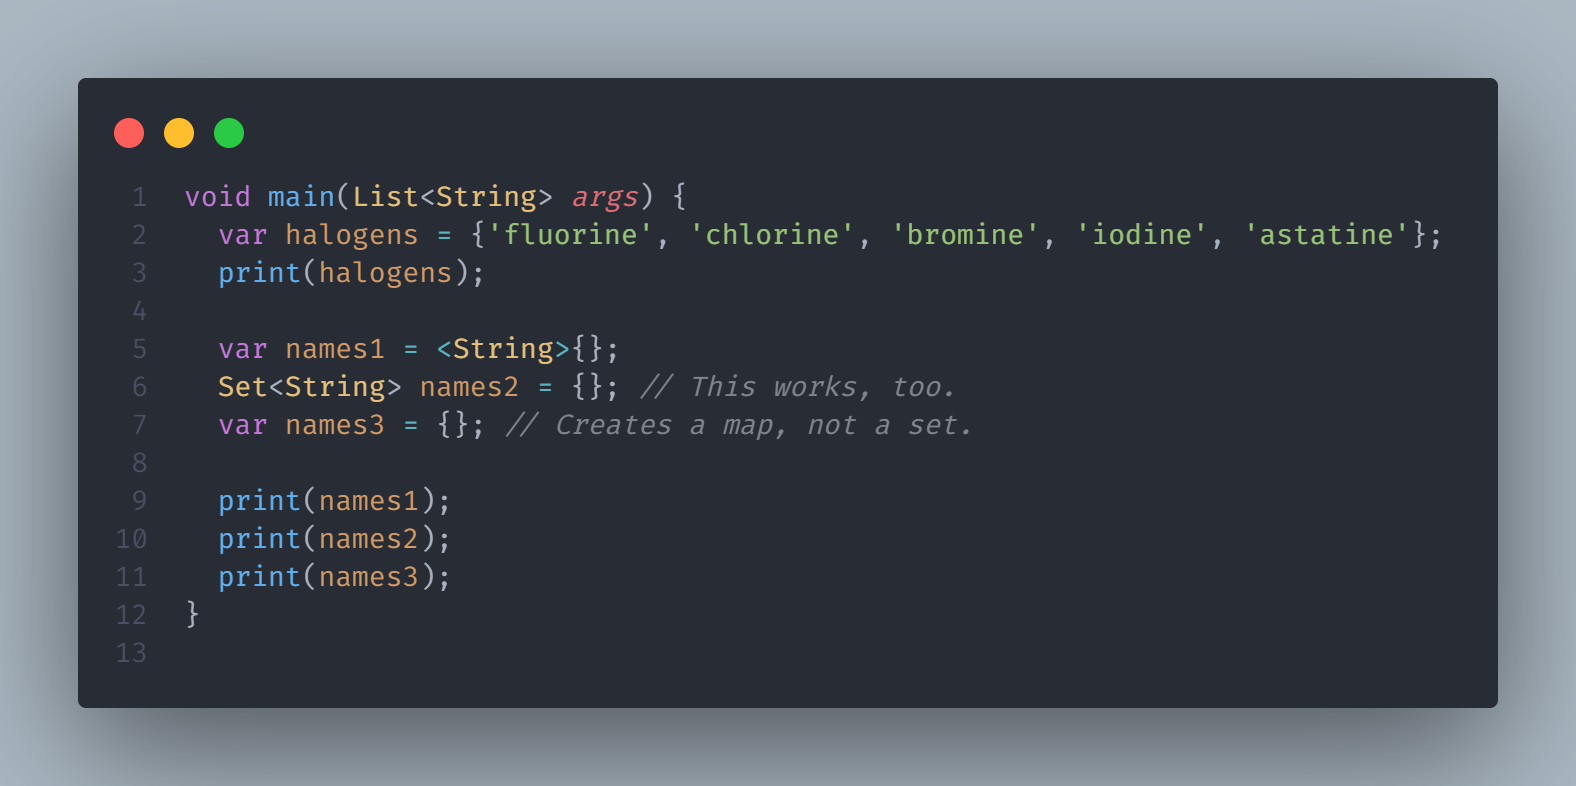 1 void main(List<String> args) {
2   var halogens = {'fluorine', 'chlorine', 'bromine', 'iodine', 'astatine'};
3   print(halogens);
4
5   var names1 = <String>{};
6   Set<String> names2 = {}; // This works, too.
7   var names3 = {}; // Creates a map, not a set.
8
9   print(names1);
10   print(names2);
11   print(names3);
12 }
13